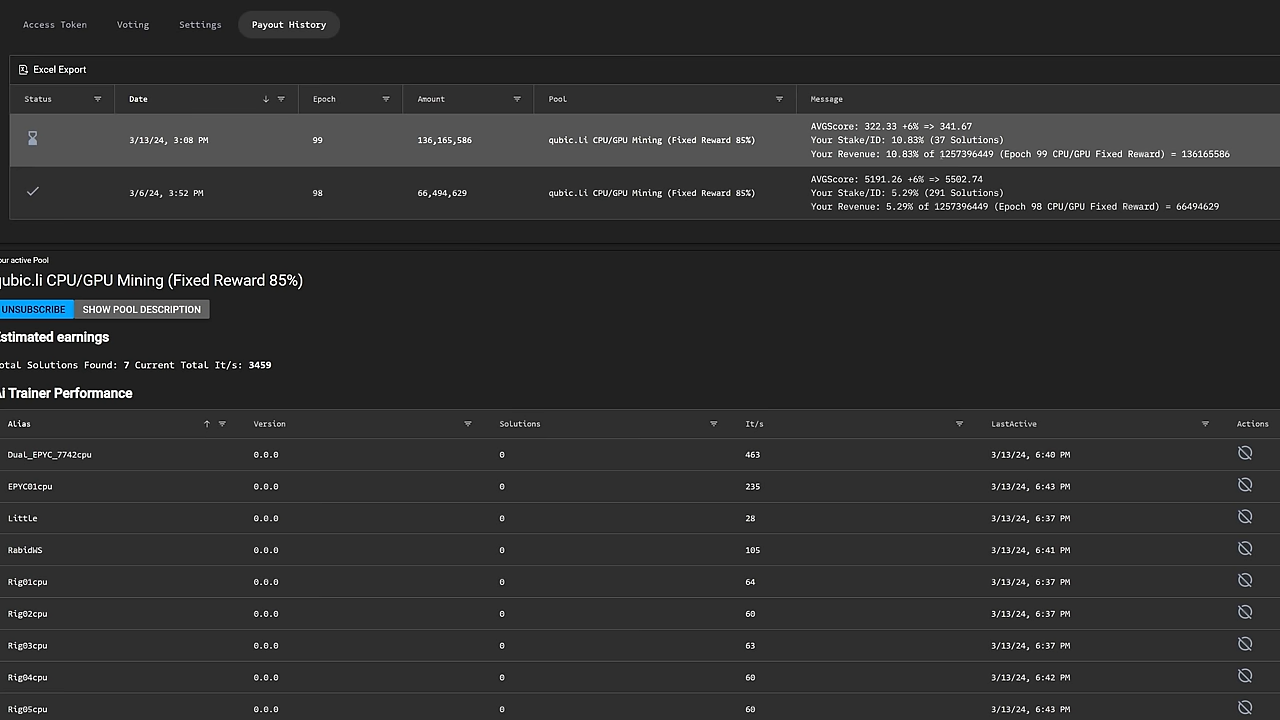 Access Token Voting Settings Payout History
Excel Export
Status Date Epoch Amount Pool Message
3/13/24, 3:08 PM 99 136,165,586 qubic.li CPU/GPU Mining (Fixed Reward 85%)
AVGScore: 322.33 +6% => 341.67
Your Stake/ID: 10.83% (37 Solutions)
Your Revenue: 10.83% of 1257396449 (Epoch 99 CPU/GPU Fixed Reward) = 136165586
3/6/24, 3:52 PM 98 66,494,629 qubic.li CPU/GPU Mining (Fixed Reward 85%)
AVGScore: 5191.26 +6% => 5502.74
Your Stake/ID: 5.29% (291 Solutions)
Your Revenue: 5.29% of 1257396449 (Epoch 98 CPU/GPU Fixed Reward) = 66494629
our active Pool
qubic.li CPU/GPU Mining (Fixed Reward 85%)
UNSUBSCRIBE SHOW POOL DESCRIPTION
Estimated earnings
otal Solutions Found: 7 Current Total It/s: 3459
Ai Trainer Performance
Alias Version Solutions It/s LastActive Actions
Dual_EPYC_7742cpu 0.0.0 0 463 3/13/24, 6:40 PM
EPYC01cpu 0.0.0 0 235 3/13/24, 6:43 PM
Little 0.0.0 0 28 3/13/24, 6:37 PM
RabidWS 0.0.0 0 105 3/13/24, 6:41 PM
Rig01cpu 0.0.0 0 64 3/13/24, 6:37 PM
Rig02cpu 0.0.0 0 60 3/13/24, 6:37 PM
Rig03cpu 0.0.0 0 63 3/13/24, 6:37 PM
Rig04cpu 0.0.0 0 60 3/13/24, 6:42 PM
Rig05cpu 0.0.0 0 60 3/13/24, 6:43 PM